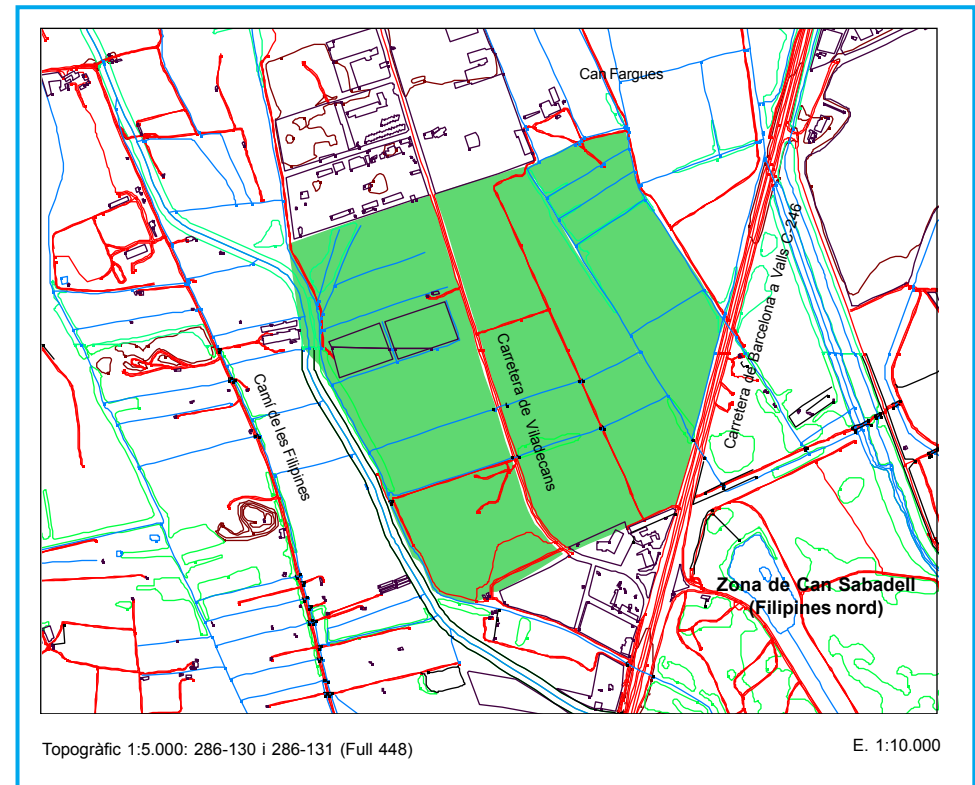 Can Fargues
Carretera de Barcelona a Valls C-246
Carretera de Viladecans
Camí de les Filipines
Zona de Can Sabadell
(Filipines nord)
Topogràfic 1:5.000: 286-130 i 286-131 (Full 448)
E. 1:10.000